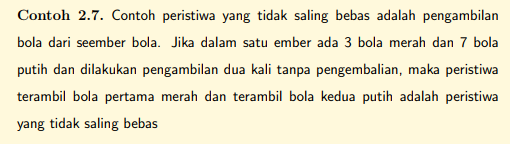 Contoh 2.7. Contoh peristiwa yang tidak saling bebas adalah pengambilan
bola dari seember bola. Jika dalam satu ember ada 3 bola merah dan 7 bola
putih dan dilakukan pengambilan dua kali tanpa pengembalian, maka peristiwa
terambil bola pertama merah dan terambil bola kedua putih adalah peristiwa
yang tidak saling bebas